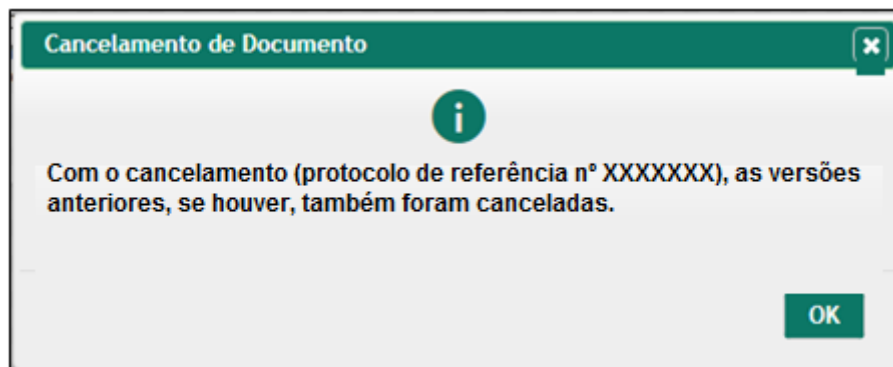 Cancelamento de Documento
Com o cancelamento (protocolo de referência nº XXXXXXX), as versões
anteriores, se houver, também foram canceladas.
OK